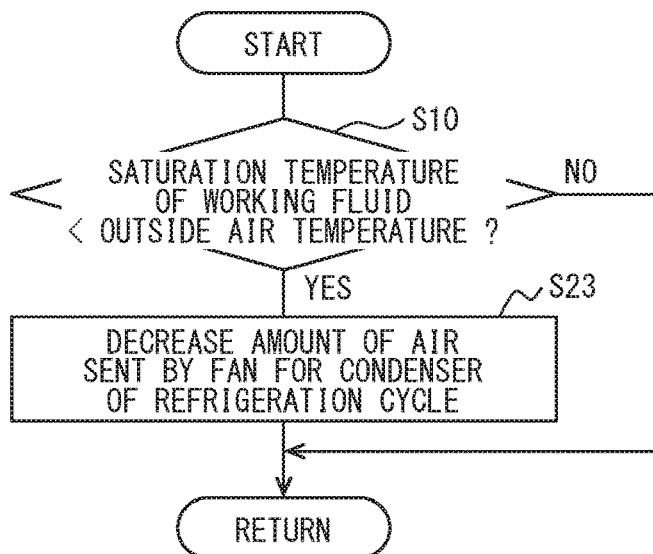 START
S10
SATURATION TEMPERATURE
OF WORKING FLUID
< OUTSIDE AIR TEMPERATURE ?
NO
YES
S23
DECREASE AMOUNT OF AIR
SENT BY FAN FOR CONDENSER
OF REFRIGERATION CYCLE
RETURN